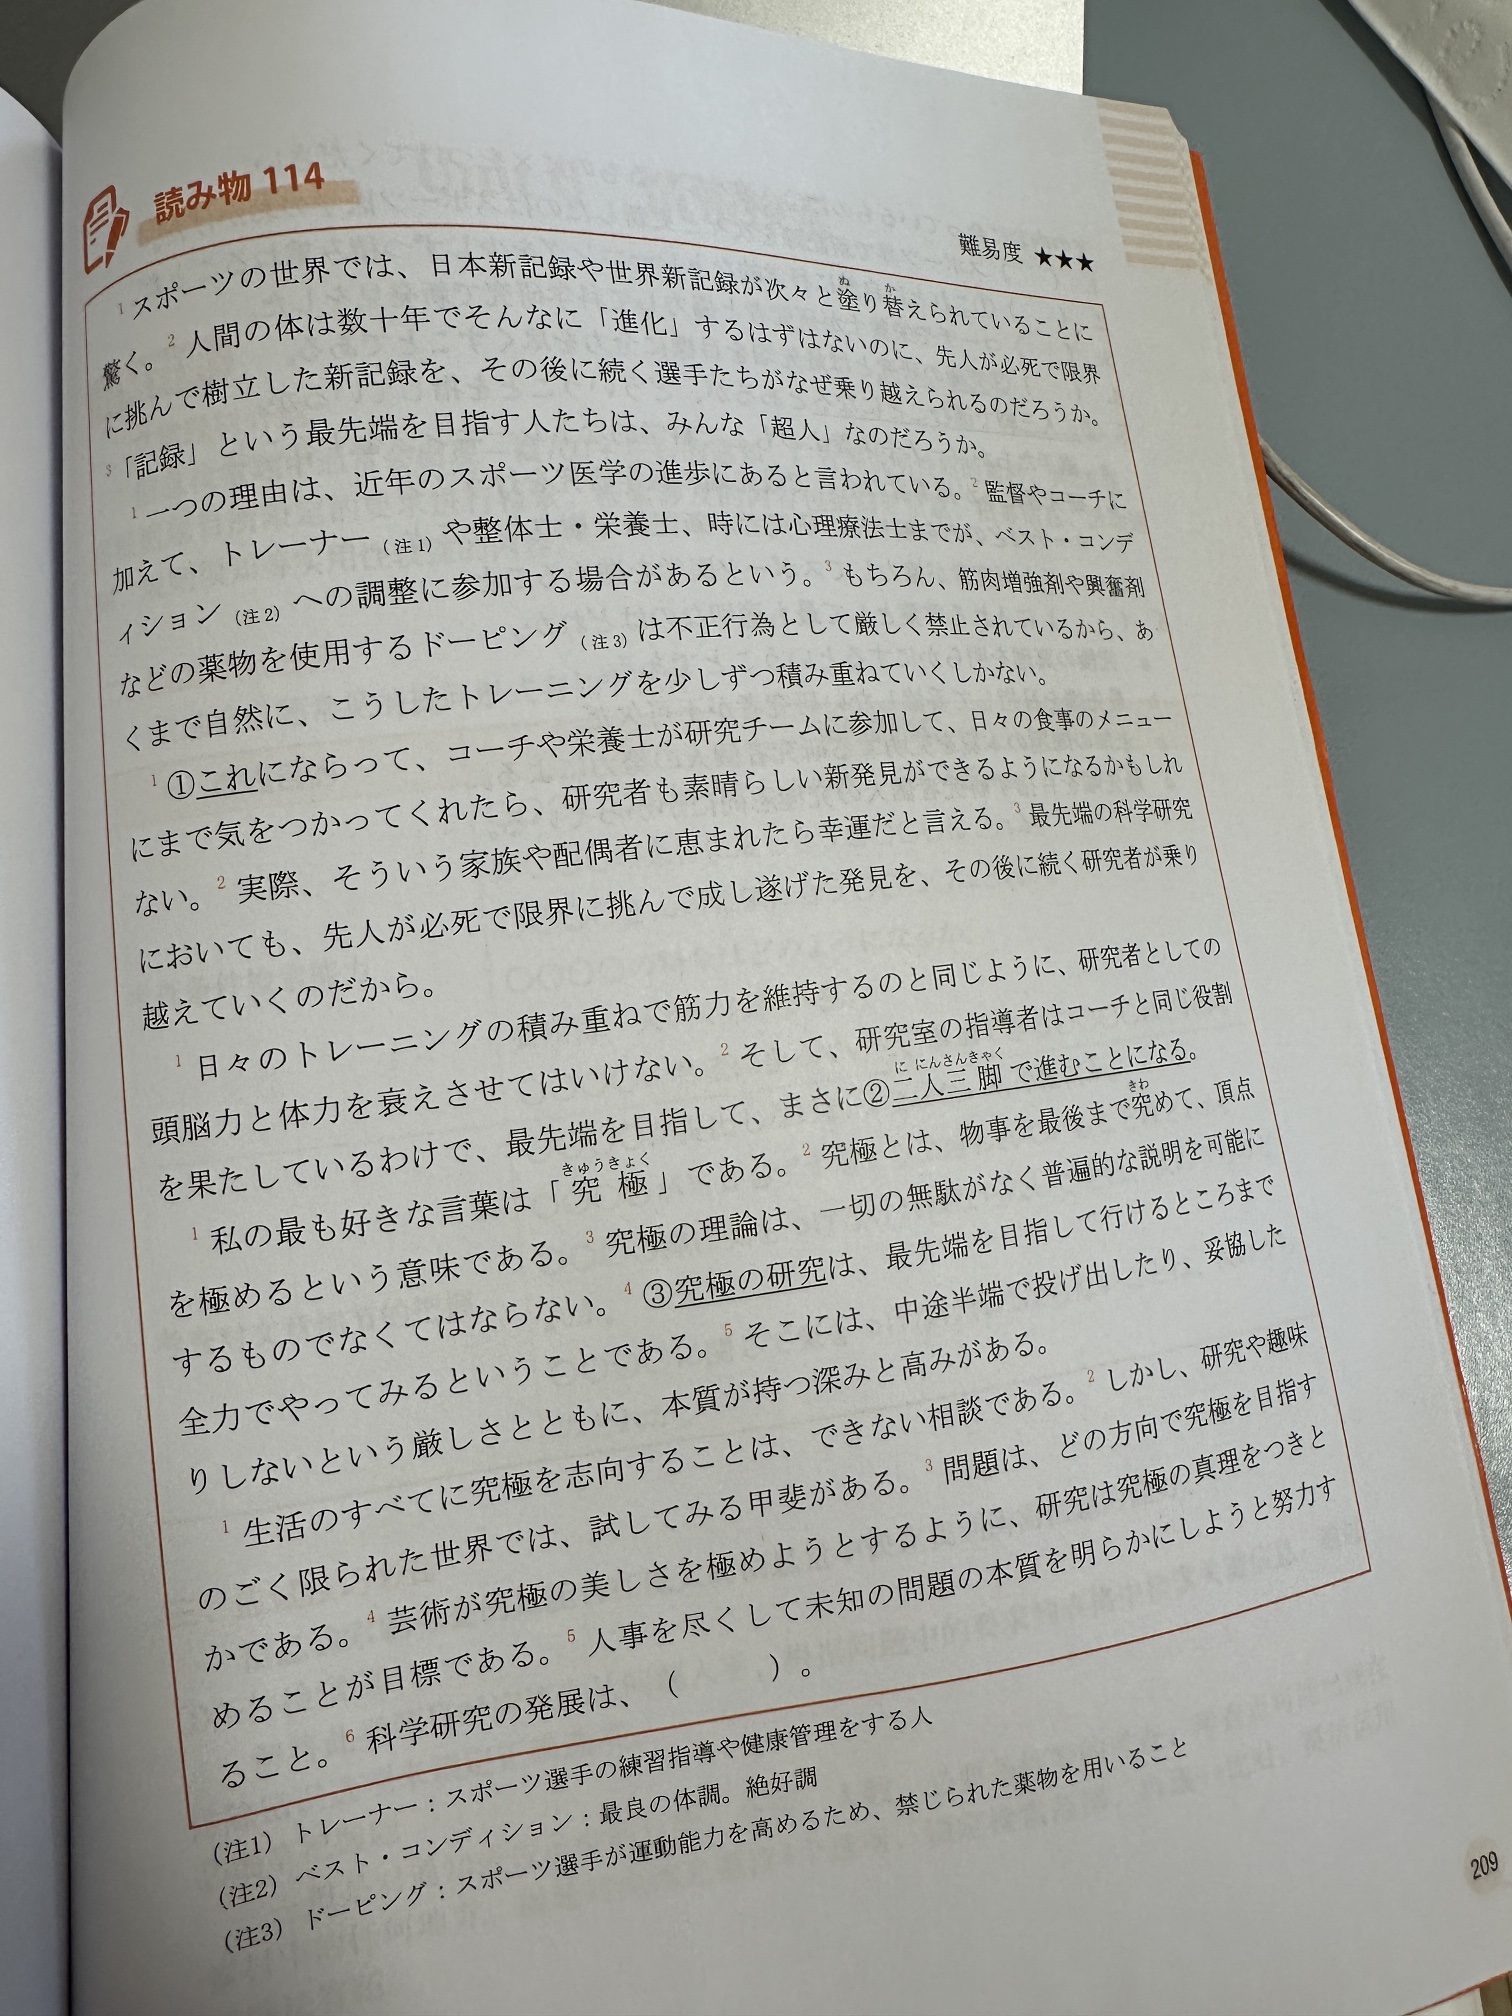 読み物 114
難易度 ★★★
1 スポーツの世界では、日本新記録や世界新記録が次々と塗り替えられていることに
驚く。2 人間の体は数十年でそんなに「進化」するはずはないのに、先人が必死で限界
に挑んで樹立した新記録を、その後に続く選手たちがなぜ乗り越えられるのだろうか。
3「記録」という最先端を目指す人たちは、みんな「超人」なのだろうか。
1 一つの理由は、近年のスポーツ医学の進歩にあると言われている。2 監督やコーチに
加えて、トレーナー（注1）や整体士・栄養士、時には心理療法士までが、ベスト・コンデ
ィション（注2）への調整に参加する場合があるという。3 もちろん、筋肉増強剤や興奮剤
などの薬物を使用するドーピング（注3）は不正行為として厳しく禁止されているから、あ
くまで自然に、こうしたトレーニングを少しずつ積み重ねていくしかない。
1 ①これにならって、コーチや栄養士が研究チームに参加して、日々の食事のメニュー
にまで気をつかってくれたら、研究者も素晴らしい新発見ができるようになるかもしれ
ない。2 実際、そういう家族や配偶者に恵まれたら幸運だと言える。3 最先端の科学研究
においても、先人が必死で限界に挑んで成し遂げた発見を、その後に続く研究者が乗り
越えていくのだから。
1 日々のトレーニングの積み重ねで筋力を維持するのと同じように、研究者としての
頭脳力と体力を衰えさせてはいけない。2 そして、研究室の指導者はコーチと同じ役割
を果たしているわけで、最先端を目指して、まさに②二人三脚で進むことになる。
1 私の最も好きな言葉は「究極」である。2 究極とは、物事を最後まで究めて、頂点
を極めるという意味である。3 究極の理論は、一切の無駄がなく普遍的な説明を可能に
するものでなくてはならない。4 ③究極の研究は、最先端を目指して行けるところまで
全力でやってみるということである。5 そこには、中途半端で投げ出したり、妥協した
りしないという厳しさとともに、本質が持つ深みと高みがある。
1 生活のすべてに究極を志向することは、できない相談である。2 しかし、研究や趣味
のごく限られた世界では、試してみる甲斐がある。3 問題は、どの方向で究極を目指す
かである。4 芸術が究極の美しさを極めようとするように、研究は究極の真理をつきと
めることが目標である。5 人事を尽くして未知の問題の本質を明らかにしようと努力す
ること。6 科学研究の発展は、（　　　）。
（注1）トレーナー：スポーツ選手の練習指導や健康管理をする人
（注2）ベスト・コンディション：最良の体調。絶好調
（注3）ドーピング：スポーツ選手が運動能力を高めるため、禁じられた薬物を用いること
209